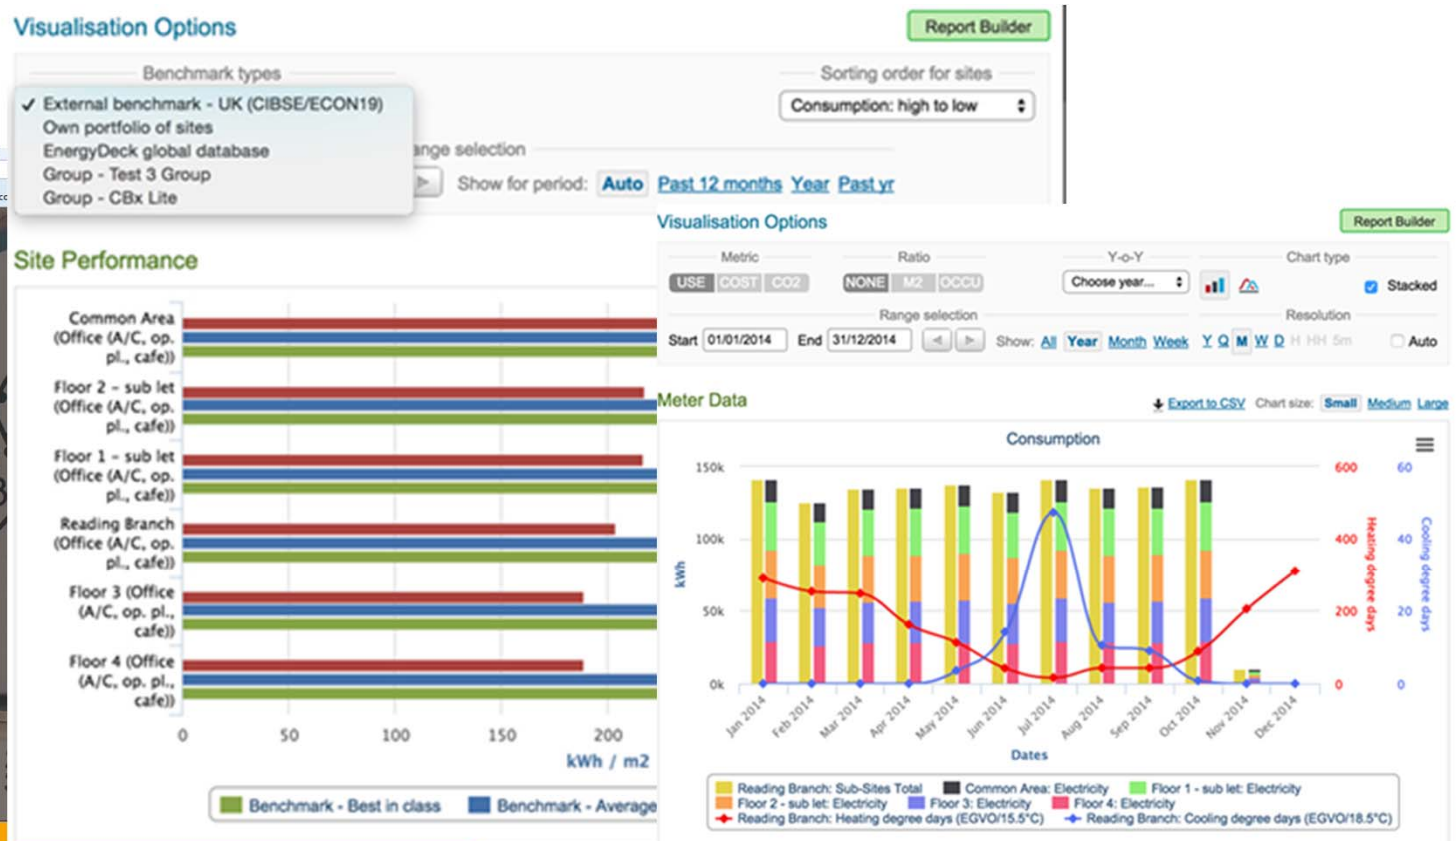 Visualisation Options
Report Builder
Benchmark types
Sorting order for sites
✓ External benchmark - UK (CIBSE/ECON19)
Own portfolio of sites
EnergyDeck global database
Group - Test 3 Group
Group - CBx Lite
Consumption: high to low
ange selection
Show for period: Auto Past 12 months Year Past yr
Site Performance
Common Area
(Office (A/C, op.
pl., cafe))
Floor 2 - sub let
(Office (A/C, op.
pl., cafe))
Floor 1 - sub let
(Office (A/C, op.
pl., cafe))
Reading Branch
(Office (A/C, op.
pl., cafe))
Floor 3 (Office
(A/C, op. pl.,
cafe))
Floor 4 (Office
(A/C, op. pl.,
cafe))
0 50 100 150 200
kWh / m2
Benchmark - Best in class Benchmark - Average
Visualisation Options
Report Builder
Metric Ratio Y-o-Y Chart type
USE COST CO2 NONE M2 OCCU Choose year... Stacked
Range selection Resolution
Start 01/01/2014 End 31/12/2014 Show: All Year Month Week Y Q M W D H HH 5m Auto
Meter Data
Export to CSV Chart size: Small Medium Large
Consumption
150k
100k
50k
0k
kWh
600
400
200
0
Heating degree days
60
40
20
0
Cooling degree days
Jan 2014 Feb 2014 Mar 2014 Apr 2014 May 2014 Jun 2014 Jul 2014 Aug 2014 Sep 2014 Oct 2014 Nov 2014 Dec 2014
Dates
Reading Branch: Sub-Sites Total Common Area: Electricity Floor 1 - sub let: Electricity
Floor 2 - sub let: Electricity Floor 3: Electricity Floor 4: Electricity
Reading Branch: Heating degree days (EGVO/15.5°C) Reading Branch: Cooling degree days (EGVO/18.5°C)